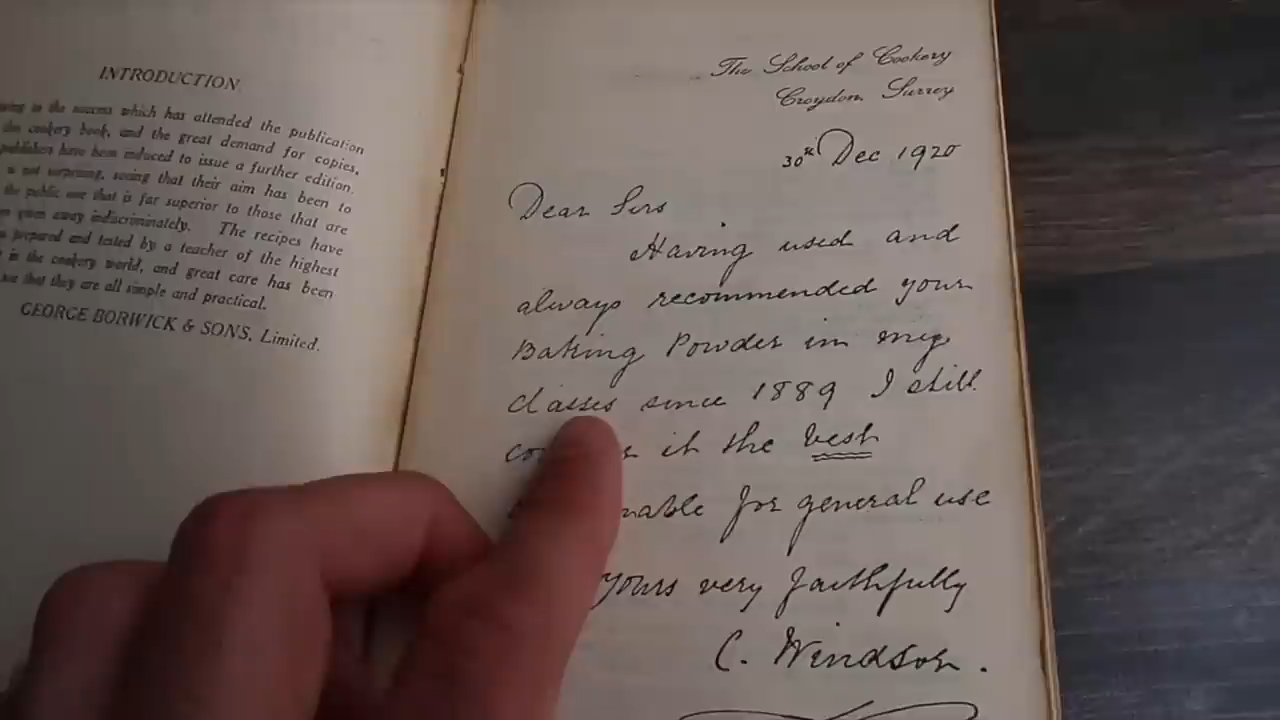 INTRODUCTION.
to the success which has attended the publication
cookery book, and the great demand for copies,
publishers have been induced to issue a further edition.
is not surprising, seeing that their aim has been to
the public one that is far superior to those that are
given away indiscriminately. The recipes have
prepared and tested by a teacher of the highest
in the cookery world, and great care has been
see that they are all simple and practical.
GEORGE BORWICK & SONS, Limited.
The School of Cookery
Croydon, Surrey
30th Dec 1920
Dear Sirs
Having used and
always recommended your
Baking Powder in my
classes since 1889 I still
it the best
for general use
yours very faithfully
C. Windsor.